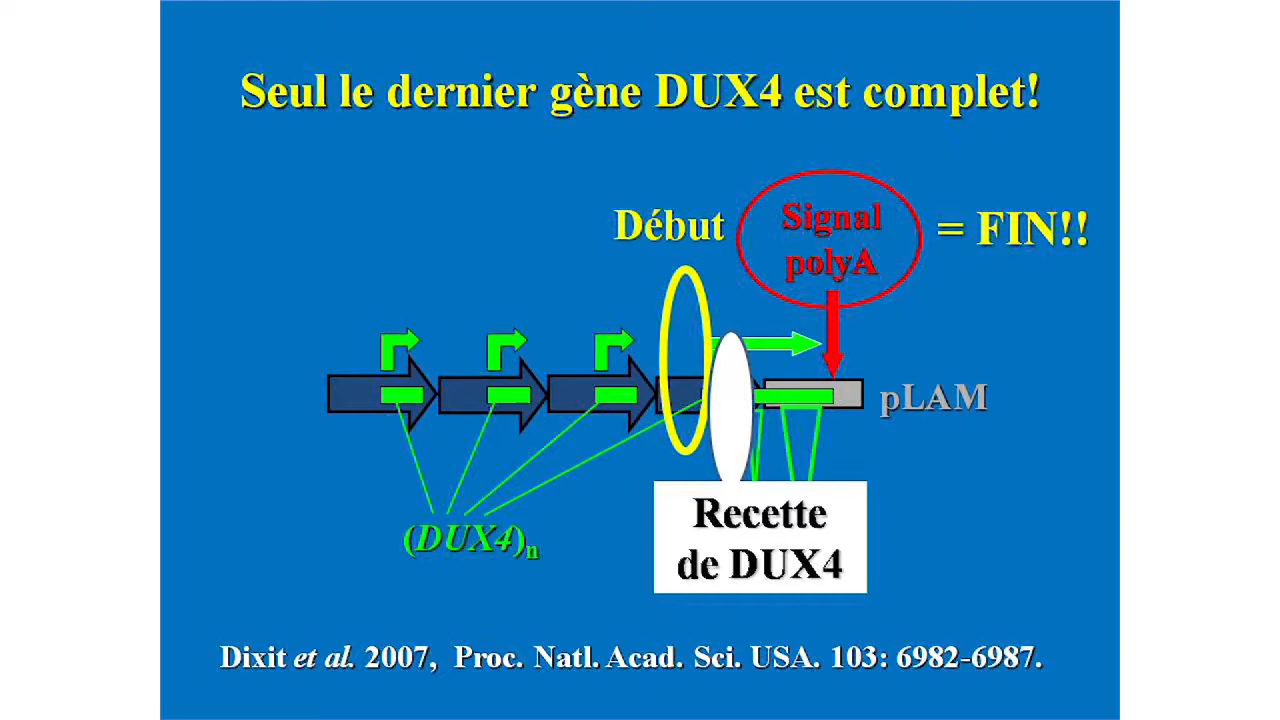 Seul le dernier gène DUX4 est complet!
Début
Signal
polyA
= FIN!!
pLAM
(DUX4)n
Recette
de DUX4
Dixit et al. 2007, Proc. Natl. Acad. Sci. USA. 103: 6982-6987.